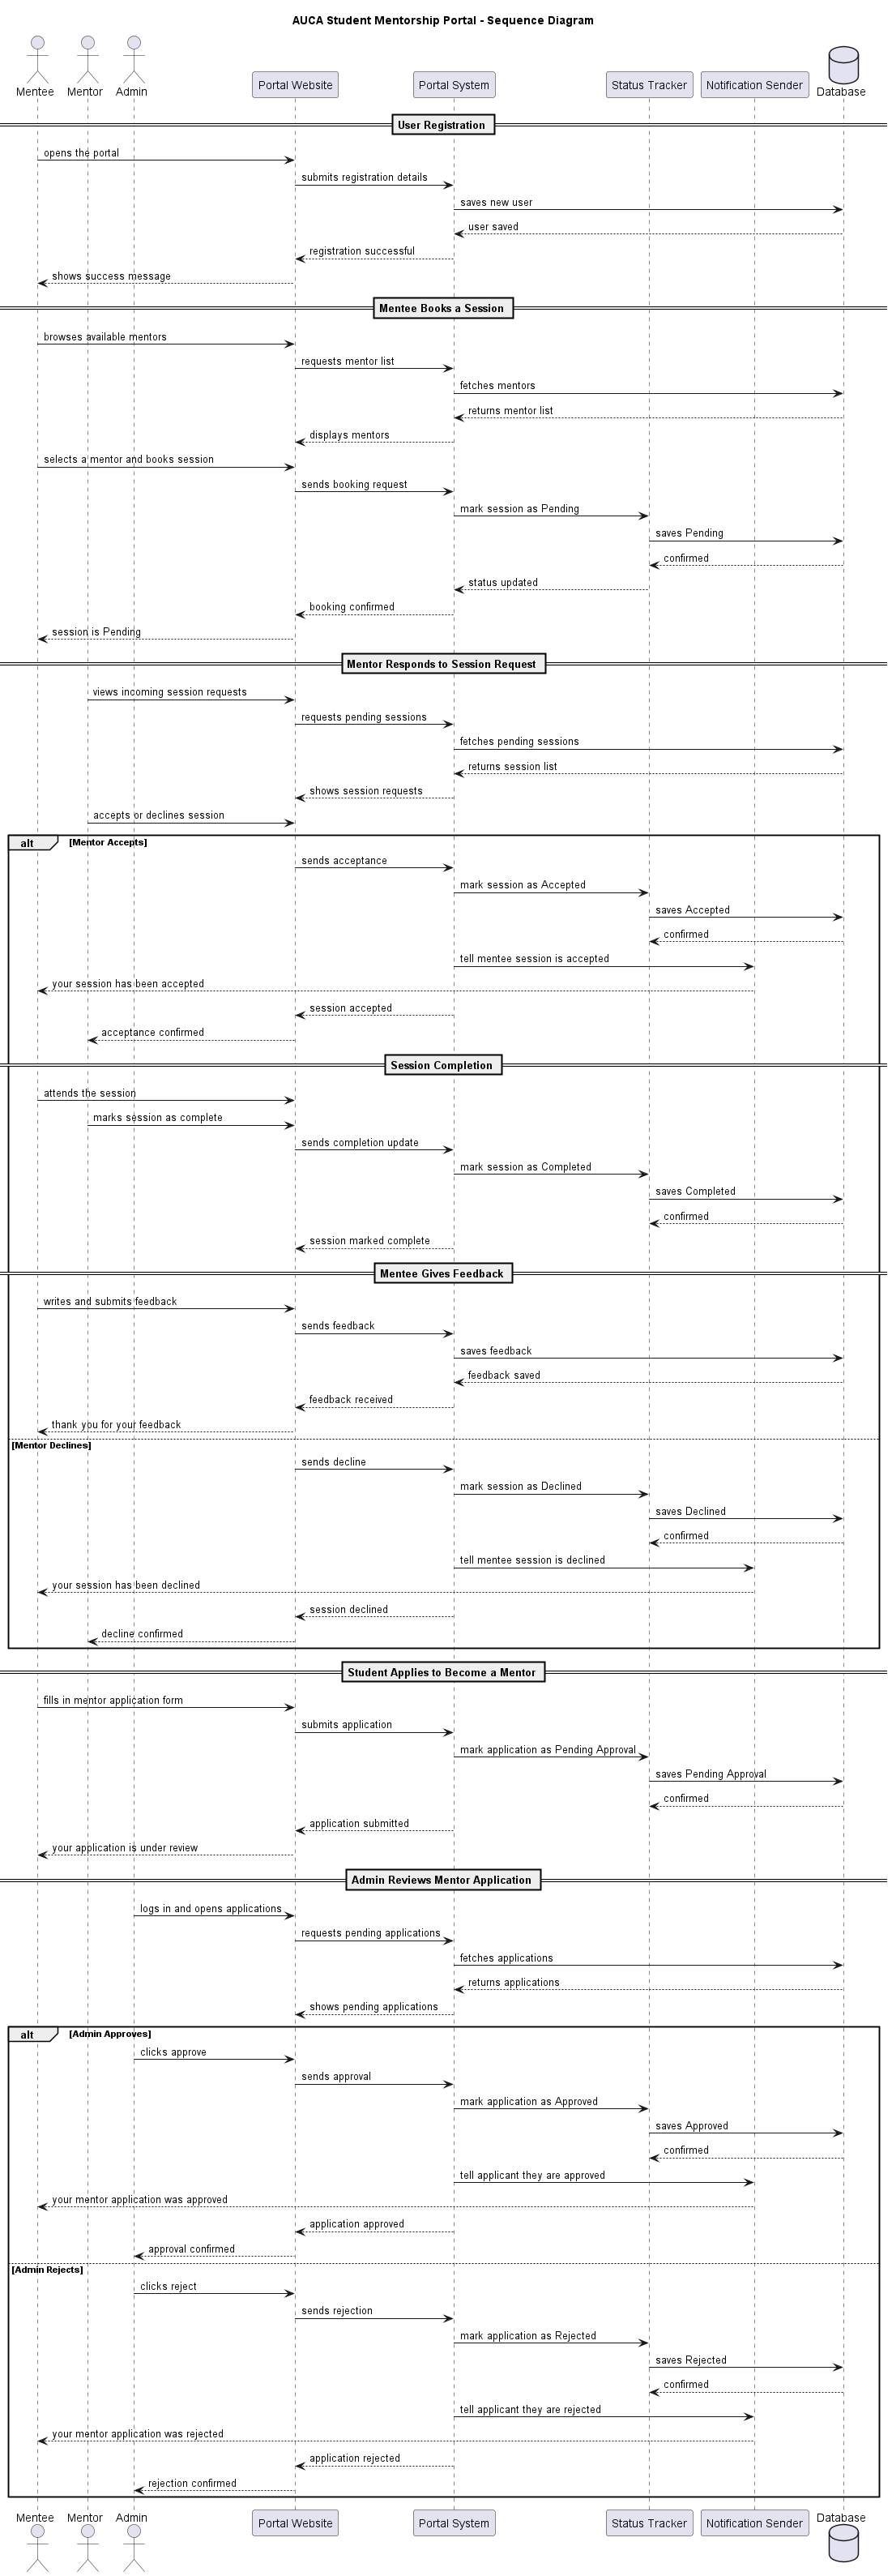 AUCA Student Mentorship Portal - Sequence Diagram
Mentee Mentor Admin Portal Website Portal System Status Tracker Notification Sender Database
User Registration
opens the portal
submits registration details
saves new user
user saved
registration successful
shows success message
Mentee Books a Session
browses available mentors
requests mentor list
fetches mentors
returns mentor list
displays mentors
selects a mentor and books session
sends booking request
mark session as Pending
saves Pending
confirmed
status updated
booking confirmed
session is Pending
Mentor Responds to Session Request
views incoming session requests
requests pending sessions
fetches pending sessions
returns session list
shows session requests
accepts or declines session
alt [Mentor Accepts]
sends acceptance
mark session as Accepted
saves Accepted
confirmed
tell mentee session is accepted
your session has been accepted
session accepted
acceptance confirmed
Session Completion
attends the session
marks session as complete
sends completion update
mark session as Completed
saves Completed
confirmed
session marked complete
Mentee Gives Feedback
writes and submits feedback
sends feedback
saves feedback
feedback saved
feedback received
thank you for your feedback
[Mentor Declines]
sends decline
mark session as Declined
saves Declined
confirmed
tell mentee session is declined
your session has been declined
session declined
decline confirmed
Student Applies to Become a Mentor
fills in mentor application form
submits application
mark application as Pending Approval
saves Pending Approval
confirmed
application submitted
your application is under review
Admin Reviews Mentor Application
logs in and opens applications
requests pending applications
fetches applications
returns applications
shows pending applications
alt [Admin Approves]
clicks approve
sends approval
mark application as Approved
saves Approved
confirmed
tell applicant they are approved
your mentor application was approved
application approved
approval confirmed
[Admin Rejects]
clicks reject
sends rejection
mark application as Rejected
saves Rejected
confirmed
tell applicant they are rejected
your mentor application was rejected
application rejected
rejection confirmed
Mentee Mentor Admin Portal Website Portal System Status Tracker Notification Sender Database